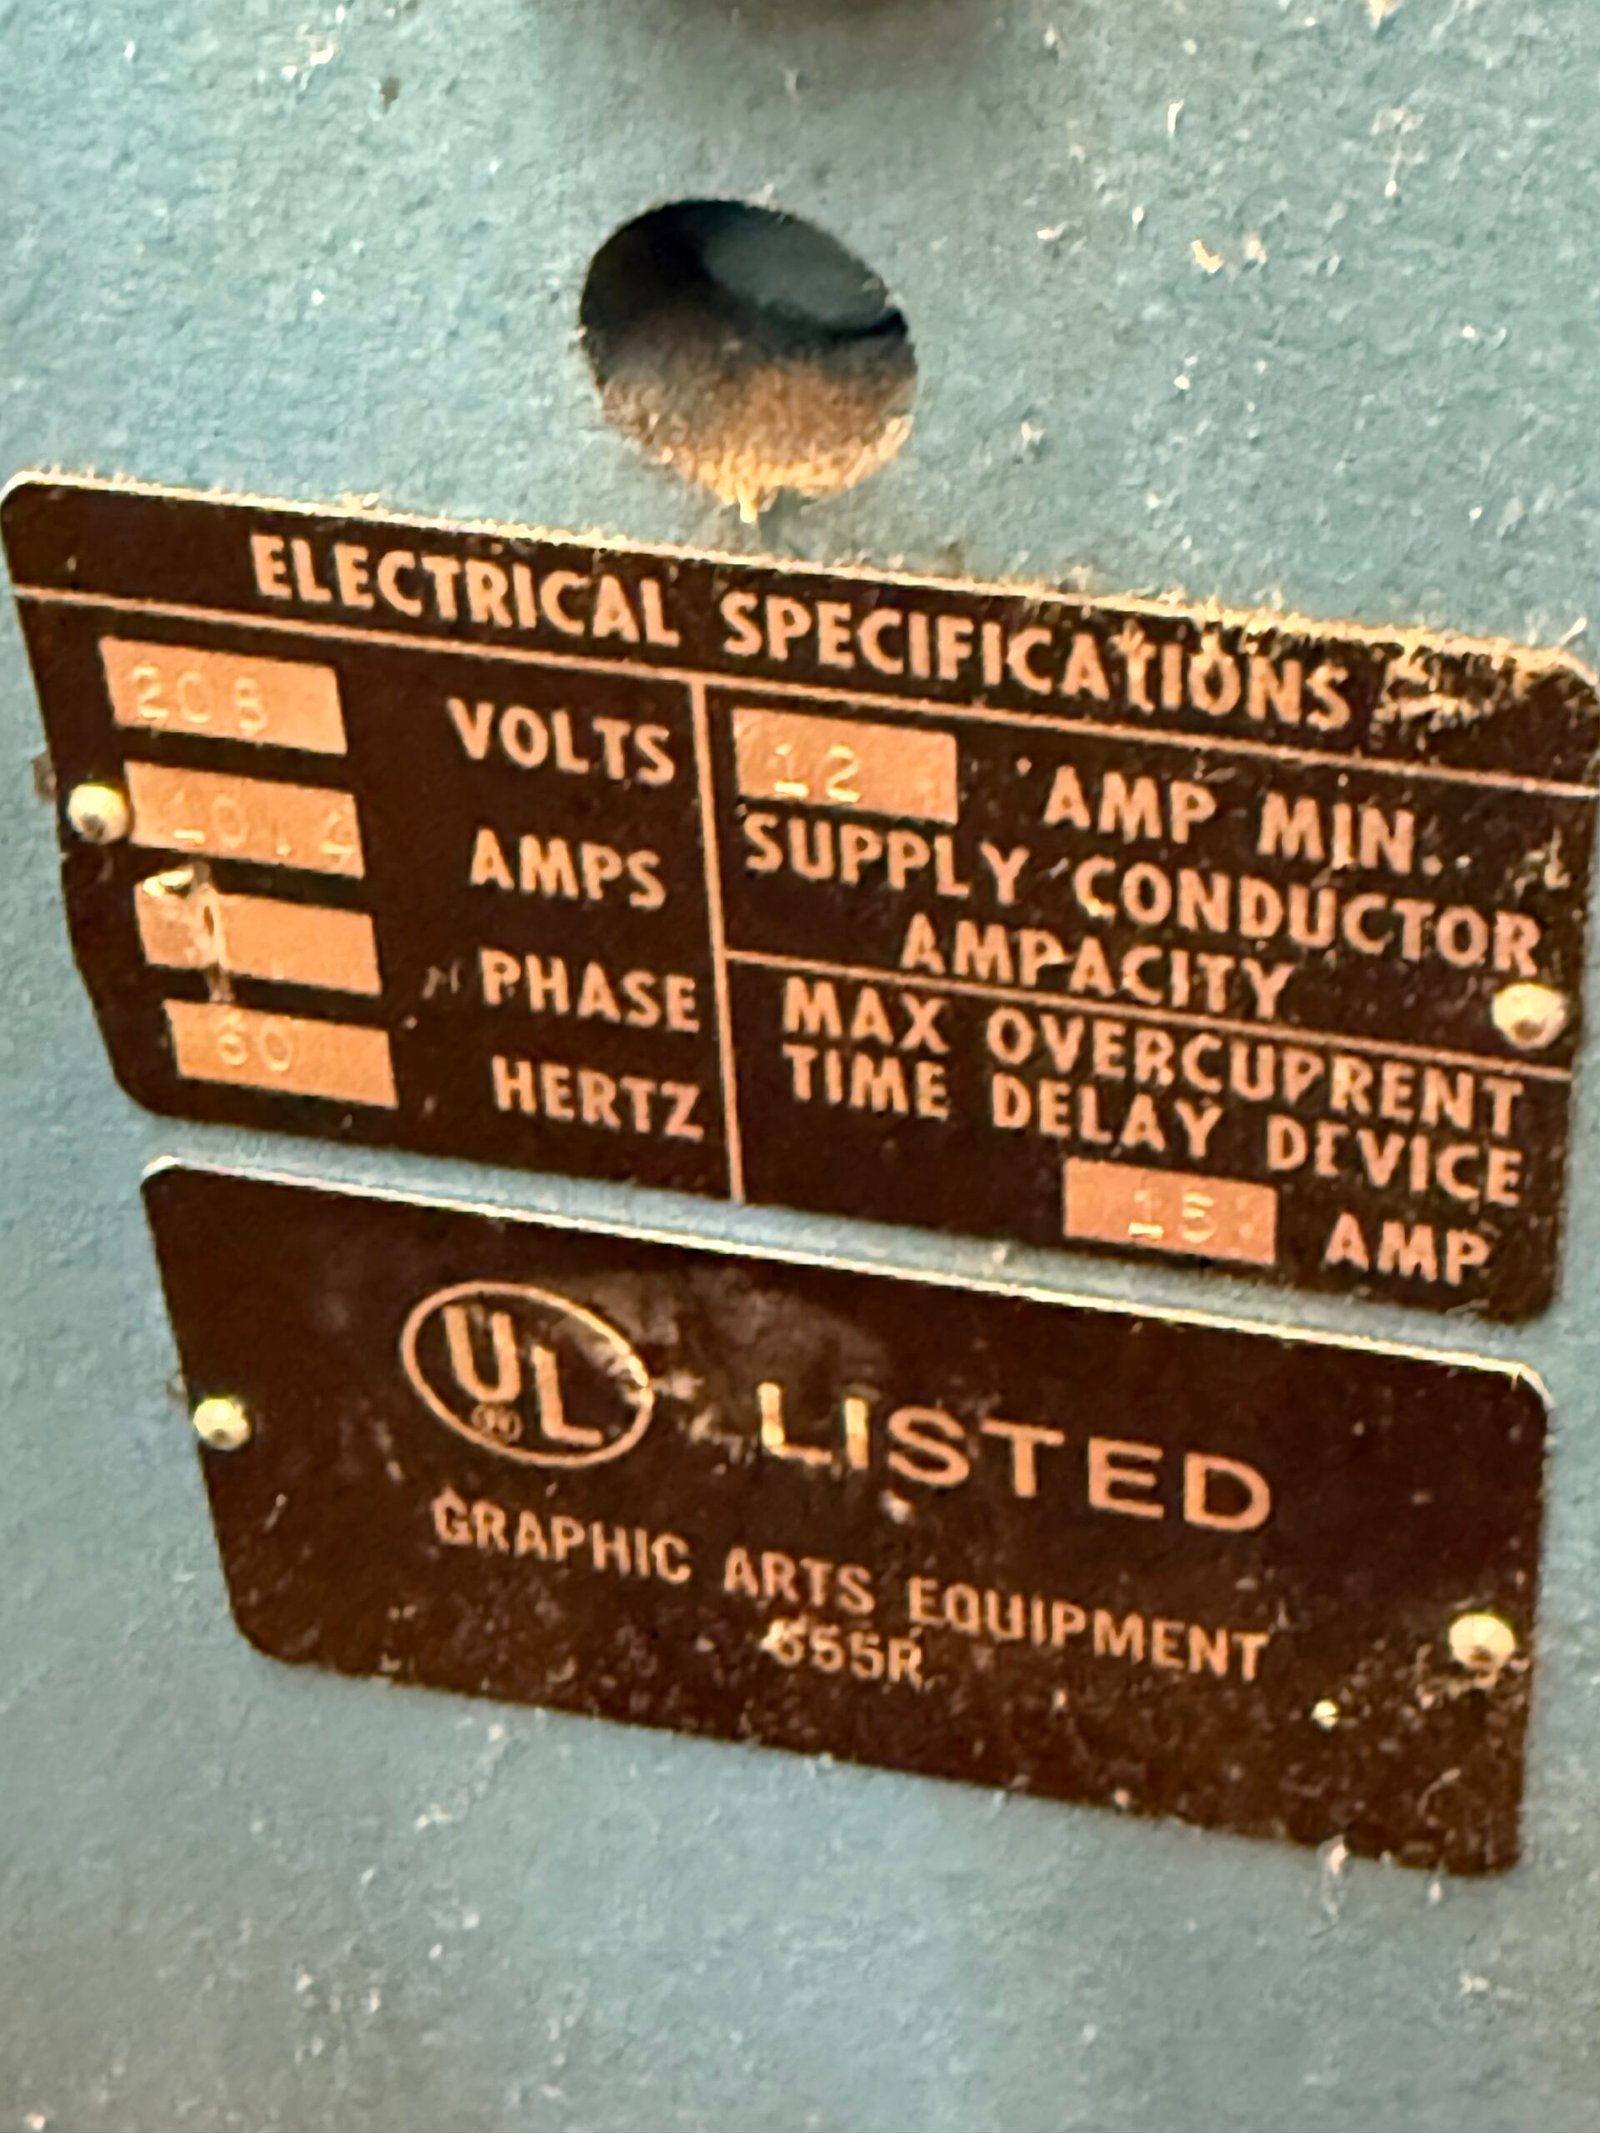 ELECTRICAL SPECIFICATIONS
208 VOLTS
10.4 AMPS
PHASE
60 HERTZ
12 AMP MIN.
SUPPLY CONDUCTOR
AMPACITY
MAX OVERCURRENT
TIME DELAY DEVICE
15 AMP
UL LISTED
®
GRAPHIC ARTS EQUIPMENT
555R